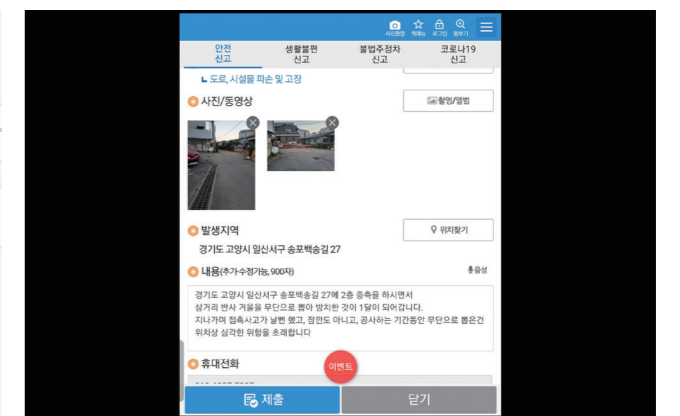 사진촬영 퀵메뉴 로그인 돋보기
안전 신고
생활불편 신고
불법주정차 신고
코로나19 신고
도로, 시설물 파손 및 고장
사진/동영상
촬영/앨범
발생지역
위치찾기
경기도 고양시 일산서구 송포백송길 27
내용(추가·수정가능, 900자)
음성
경기도 고양시 일산서구 송포백송길 27에 2층 증축을 하시면서
삼거리 반사 거울을 무단으로 뽑아 방치한 것이 1달이 되어갑니다.
지나가며 접촉사고가 날뻔 했고, 잠깐도 아니고, 공사하는 기간동안 무단으로 뽑은건
위치상 심각한 위험을 초래합니다
휴대전화
이벤트
제출
닫기